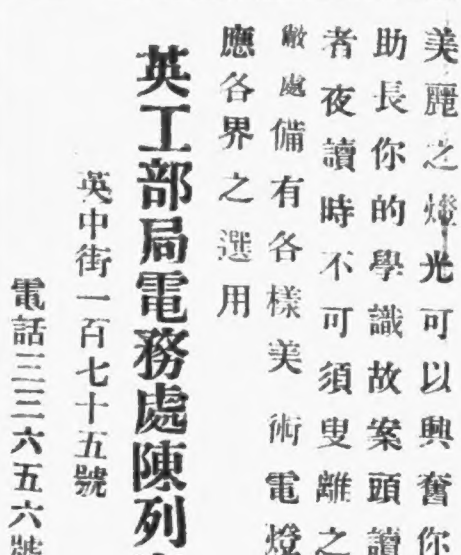 美麗之燈光可以興奮你
助長你的學識故案頭讀
者夜讀時不可須叟離之
敝處備有各樣美術電燈
應各界之選用
英工部局電務處陳列
英中街一百七十五號
電話三三六五六號